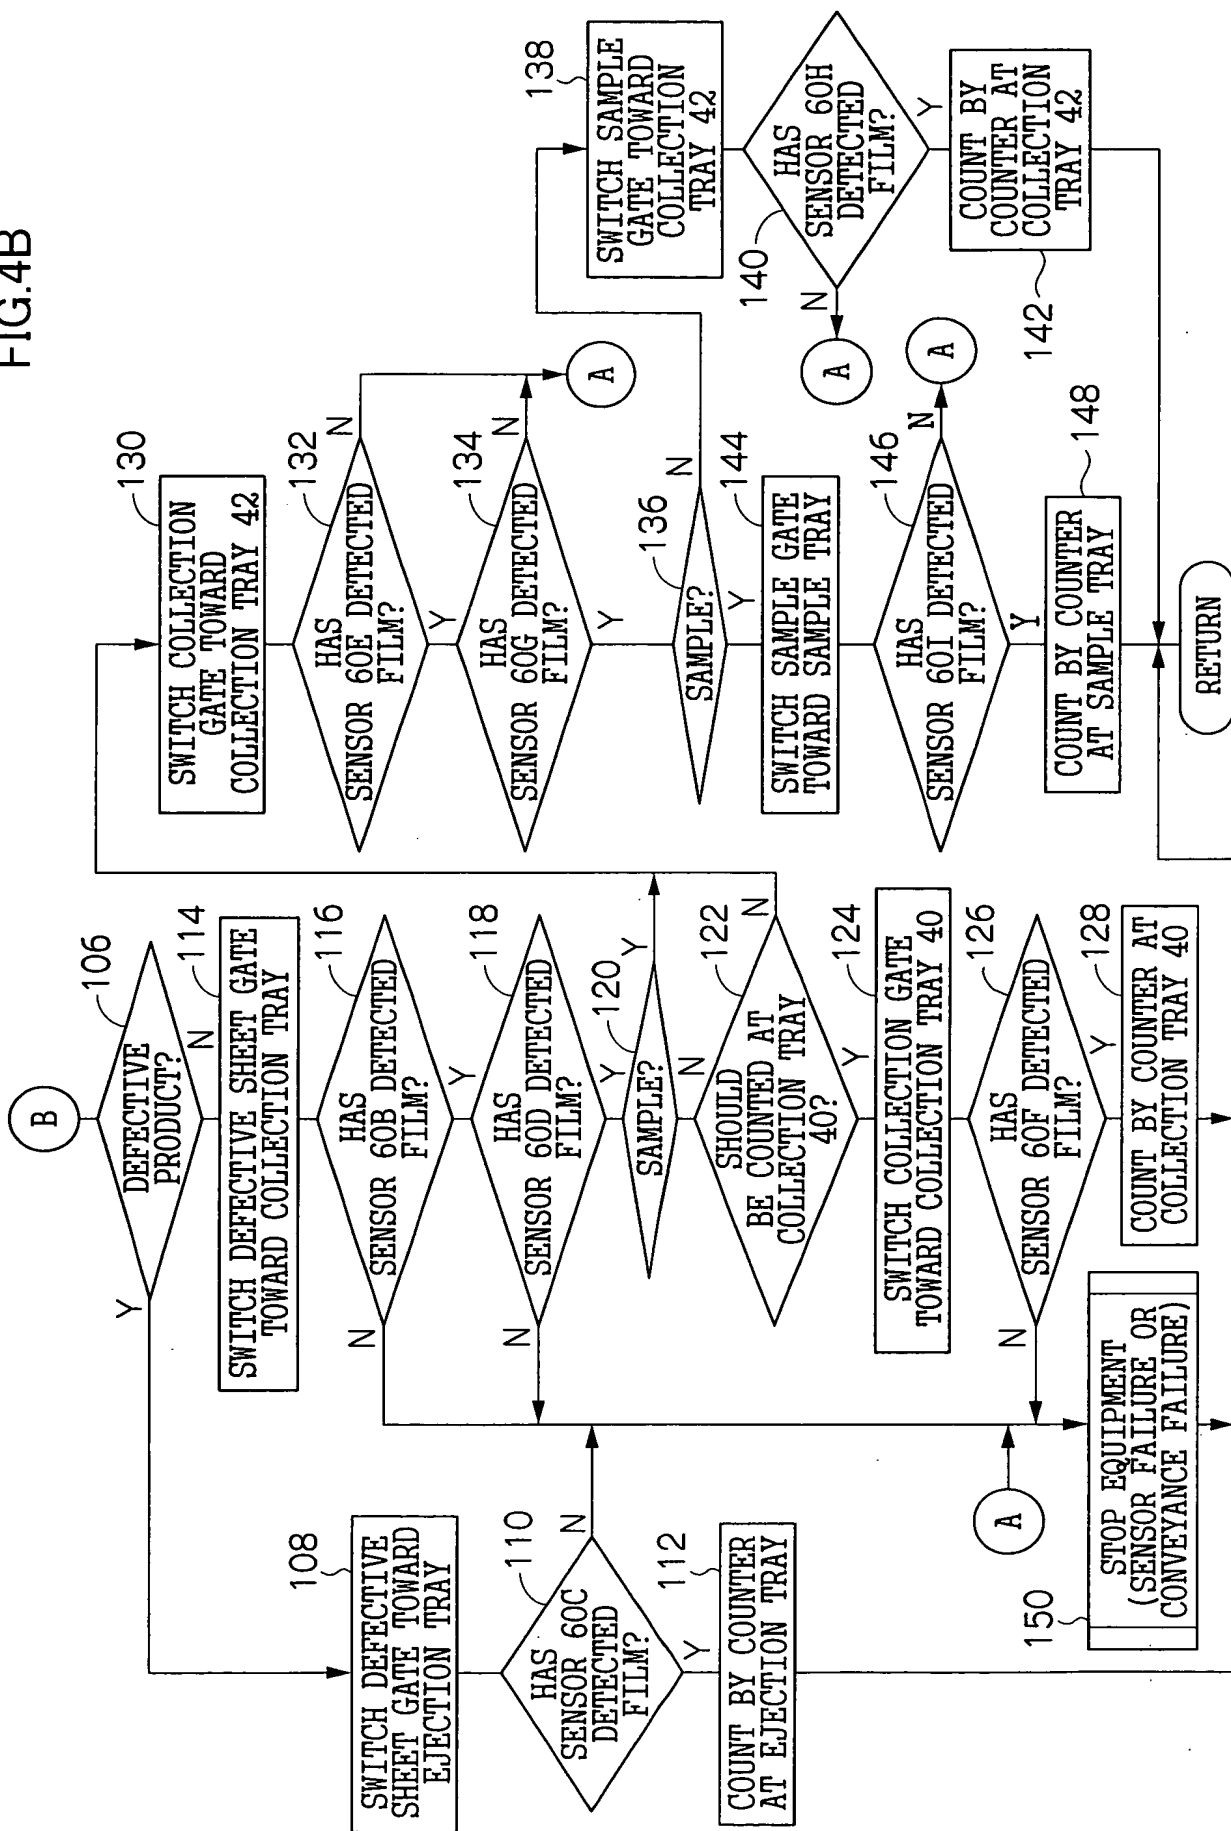 FIG.4B
B
106
DEFECTIVE
PRODUCT?
Y
N
108
SWITCH DEFECTIVE
SHEET GATE TOWARD
EJECTION TRAY
110
HAS
SENSOR 60C
DETECTED
FILM?
N
Y
112
COUNT BY COUNTER
AT EJECTION TRAY
114
SWITCH DEFECTIVE SHEET GATE
TOWARD COLLECTION TRAY
116
HAS
SENSOR 60B DETECTED
FILM?
N
Y
118
HAS
SENSOR 60D DETECTED
FILM?
N
Y
120
SAMPLE?
Y
N
122
SHOULD
BE COUNTED AT
COLLECTION TRAY
40?
N
Y
124
SWITCH COLLECTION GATE
TOWARD COLLECTION TRAY 40
126
HAS
SENSOR 60F DETECTED
FILM?
N
Y
128
COUNT BY COUNTER AT
COLLECTION TRAY 40
A
150
STOP EQUIPMENT
(SENSOR FAILURE OR
CONVEYANCE FAILURE)
130
SWITCH COLLECTION
GATE TOWARD
COLLECTION TRAY 42
132
HAS
SENSOR 60E DETECTED
FILM?
N
Y
134
HAS
SENSOR 60G DETECTED
FILM?
N
Y
A
136
SAMPLE?
N
Y
144
SWITCH SAMPLE GATE
TOWARD SAMPLE TRAY
146
HAS
SENSOR 60I DETECTED
FILM?
N
A
Y
148
COUNT BY COUNTER
AT SAMPLE TRAY
138
SWITCH SAMPLE
GATE TOWARD
COLLECTION
TRAY 42
140
HAS
SENSOR 60H
DETECTED
FILM?
N
A
Y
142
COUNT BY
COUNTER AT
COLLECTION
TRAY 42
RETURN